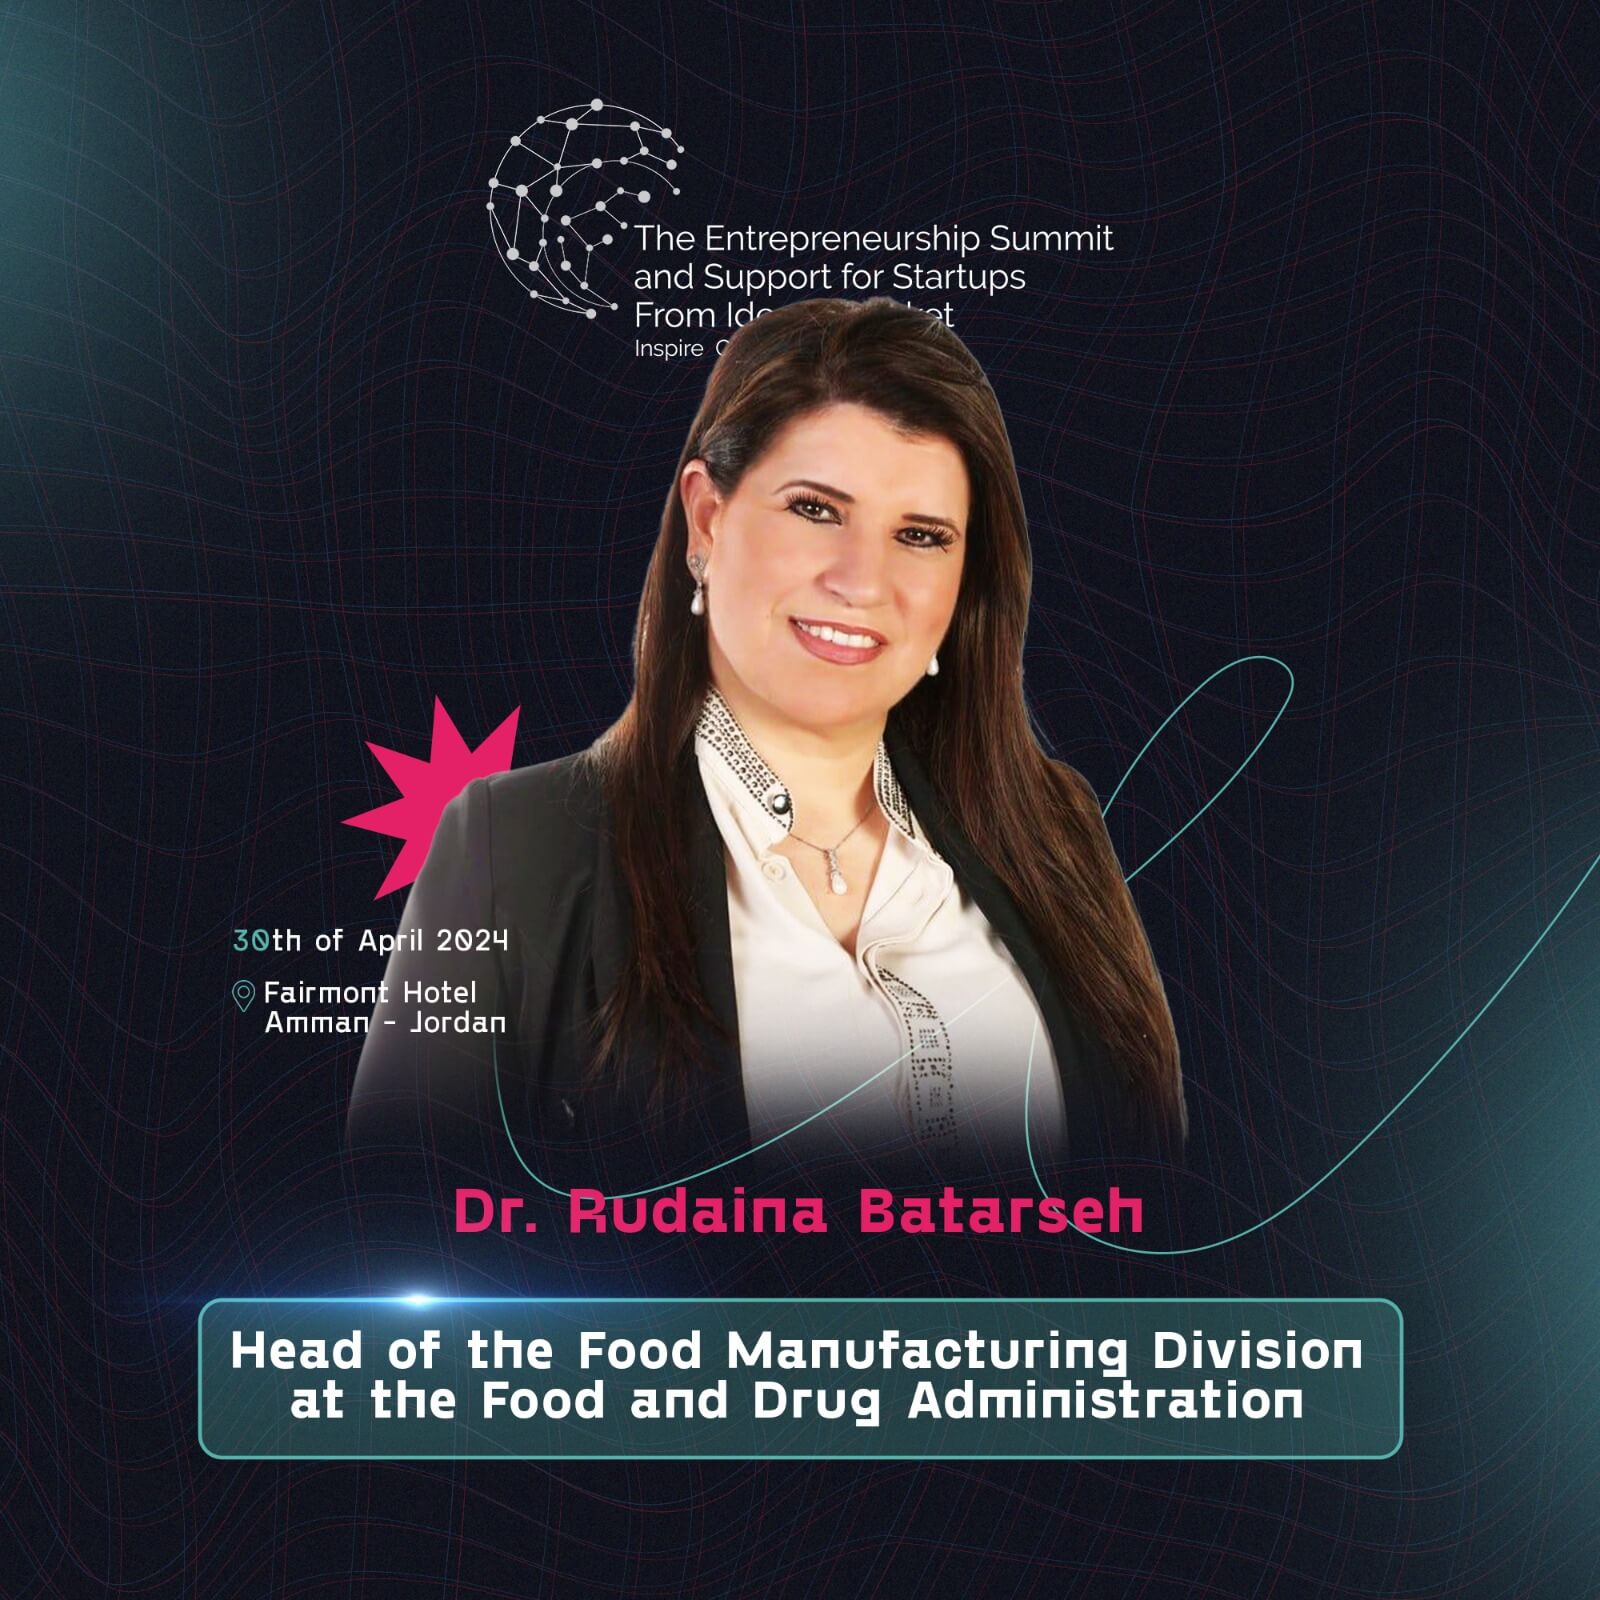 The Entrepreneurship Summit
and Support for Startups
From
Inspire
30th of April 2024
Fairmont Hotel
Amman - Jordan
Dr. Rudaina Batarseh
Head of the Food Manufacturing Division
at the Food and Drug Administration